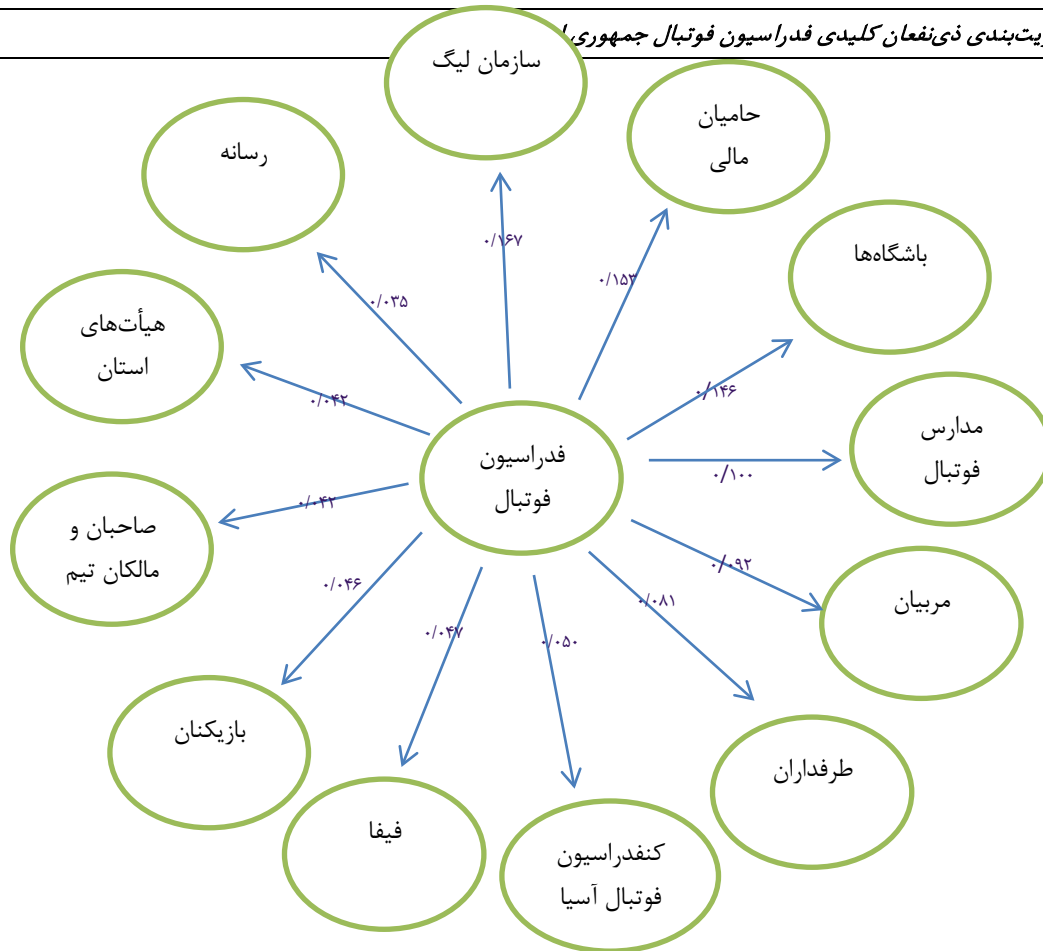 ویت‌بندی ذی‌نفعان کلیدی فدراسیون فوتبال جمهوری
سازمان لیگ
حامیان
مالی
رسانه
باشگاه‌ها
۰/۱۶۷
۰/۱۵۳
۰/۰۳۵
هیأت‌های
استان
۰/۰۴۲
۰/۱۴۶
مدارس
فوتبال
فدراسیون
فوتبال
۰/۱۰۰
صاحبان و
مالکان تیم
۰/۰۴۲
۰/۰۹۲
مربیان
۰/۰۴۶
۰/۰۸۱
۰/۰۴۷
۰/۰۵۰
بازیکنان
طرفداران
فیفا
کنفدراسیون
فوتبال آسیا